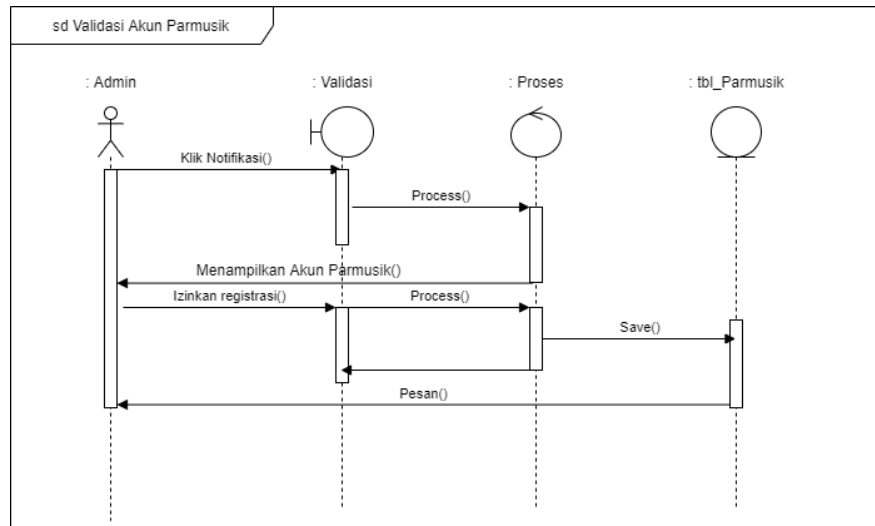 sd Validasi Akun Parmusik
: Admin
: Validasi
: Proses
: tbl_Parmusik
Klik Notifikasi()
Process()
Menampilkan Akun Parmusik()
Izinkan registrasi()
Process()
Save()
Pesan()